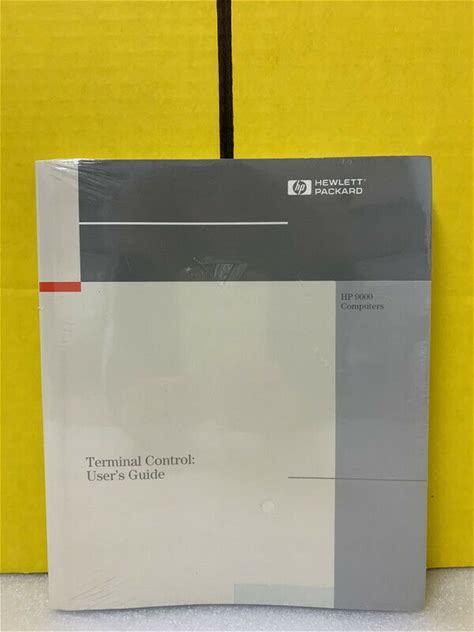 hp HEWLETT
PACKARD
HP 9000
Computers
Terminal Control:
User's Guide